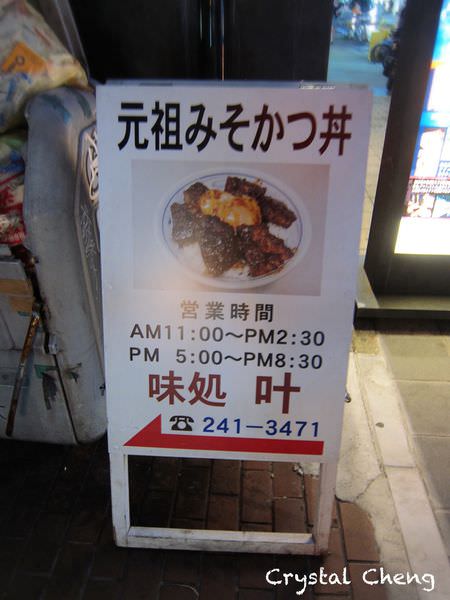 元祖みそかつ丼
営業時間
AM11:00～PM2:30
PM 5:00～PM8:30
味処 叶
☎ 241-3471
Crystal Cheng